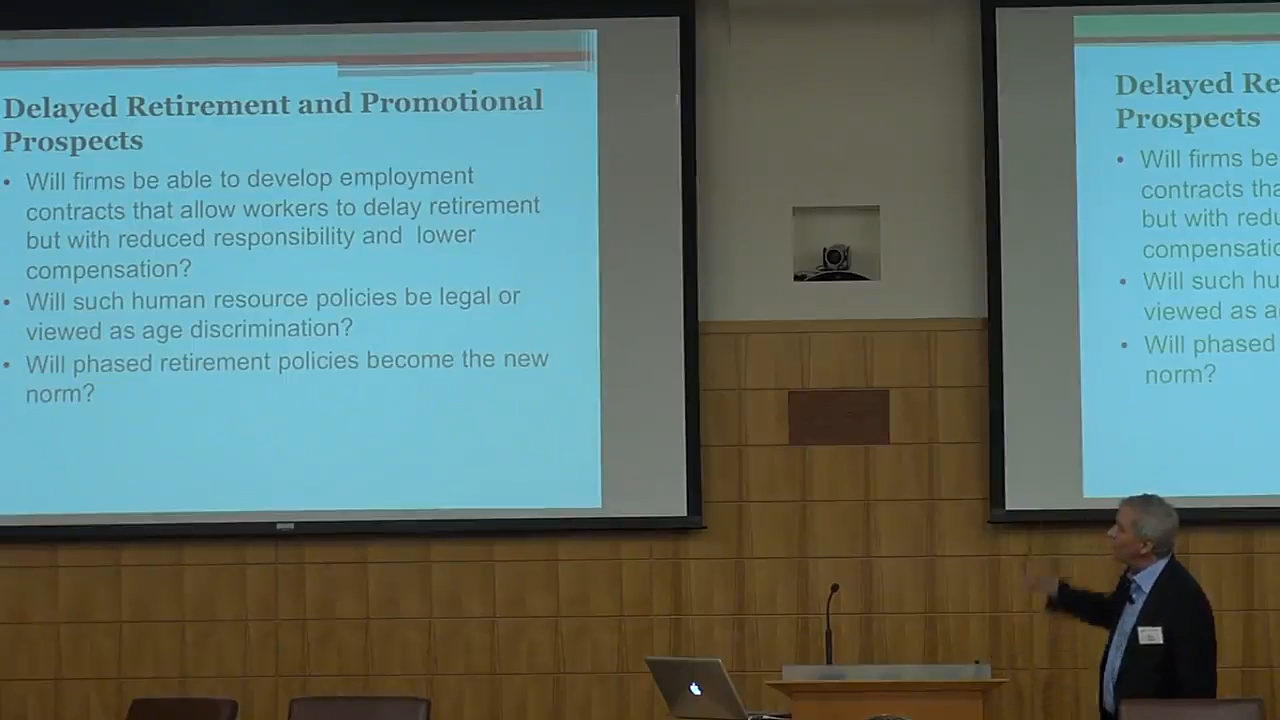 Delayed Retirement and Promotional
Prospects
• Will firms be able to develop employment
contracts that allow workers to delay retirement
but with reduced responsibility and lower
compensation?
• Will such human resource policies be legal or
viewed as age discrimination?
• Will phased retirement policies become the new
norm?
Delayed Re
Prospects
• Will firms be
contracts tha
but with redu
compensatio
• Will such hu
viewed as a
• Will phased
norm?